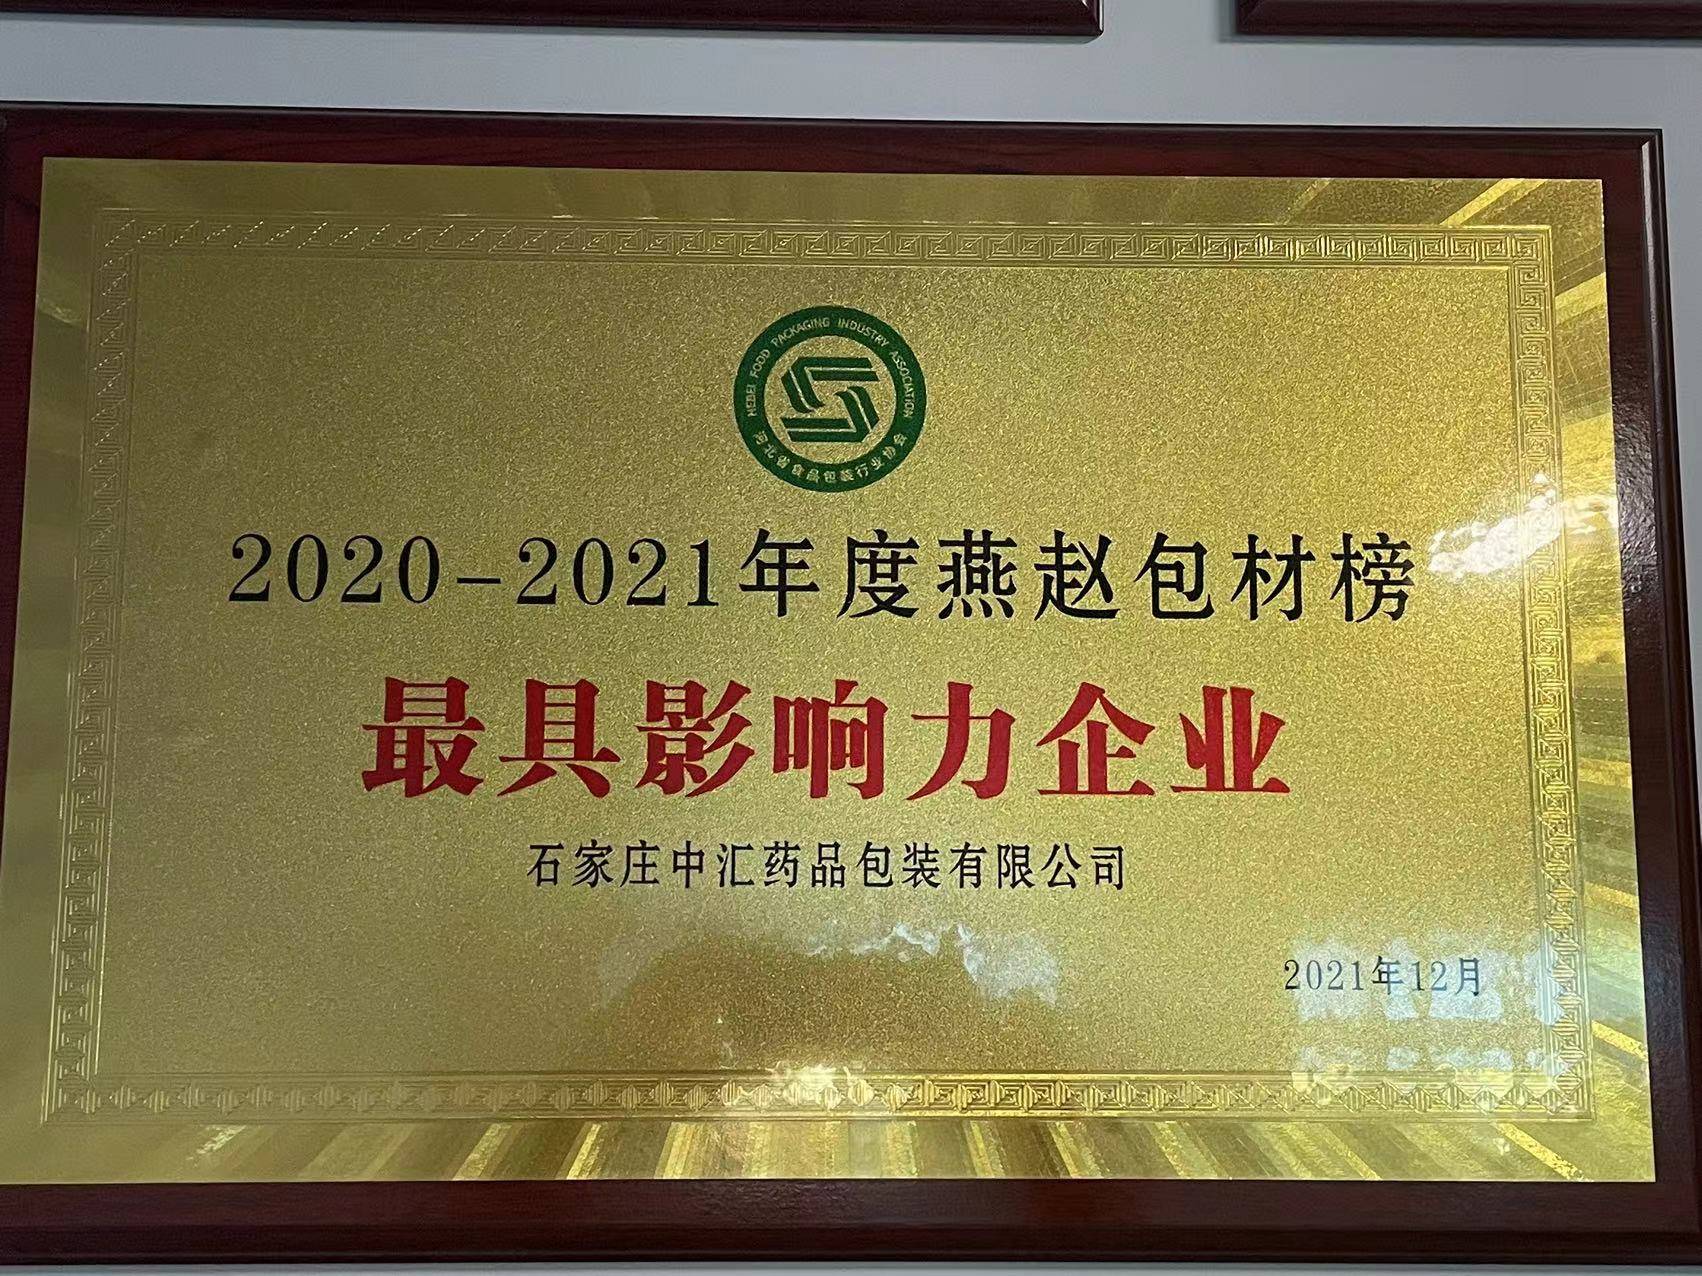 HEBEI FOOD PACKAGING INDUSTRY ASSOCIATION
河北省食品包装行业协会
2020-2021年度燕赵包材榜
最具影响力企业
石家庄中汇药品包装有限公司
2021年12月